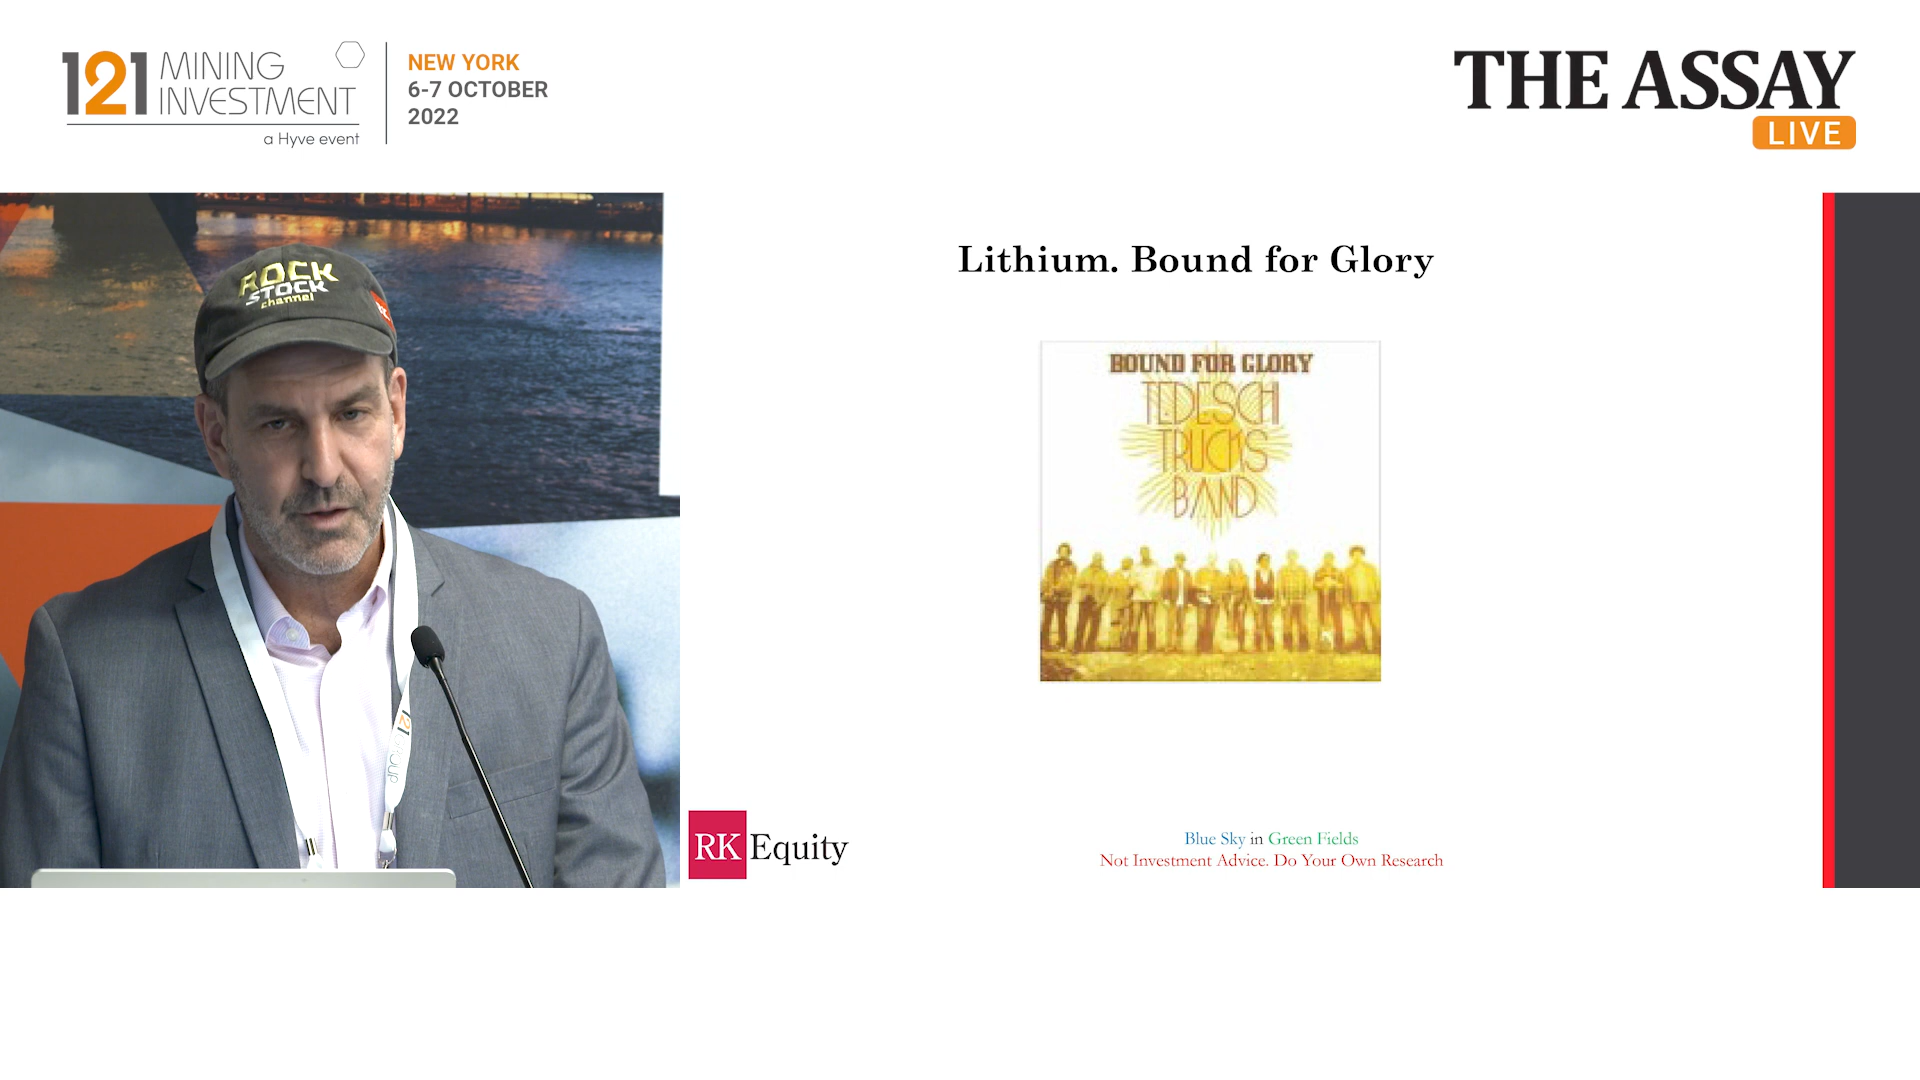 121 MINING
INVESTMENT
a Hyve event
NEW YORK
6-7 OCTOBER
2022
THE ASSAY
LIVE
ROCK
STOCK
channel
121 GROUP
Lithium. Bound for Glory
BOUND FOR GLORY
TEDESCHI
TRUCKS
BAND
RK Equity
Blue Sky in Green Fields
Not Investment Advice. Do Your Own Research